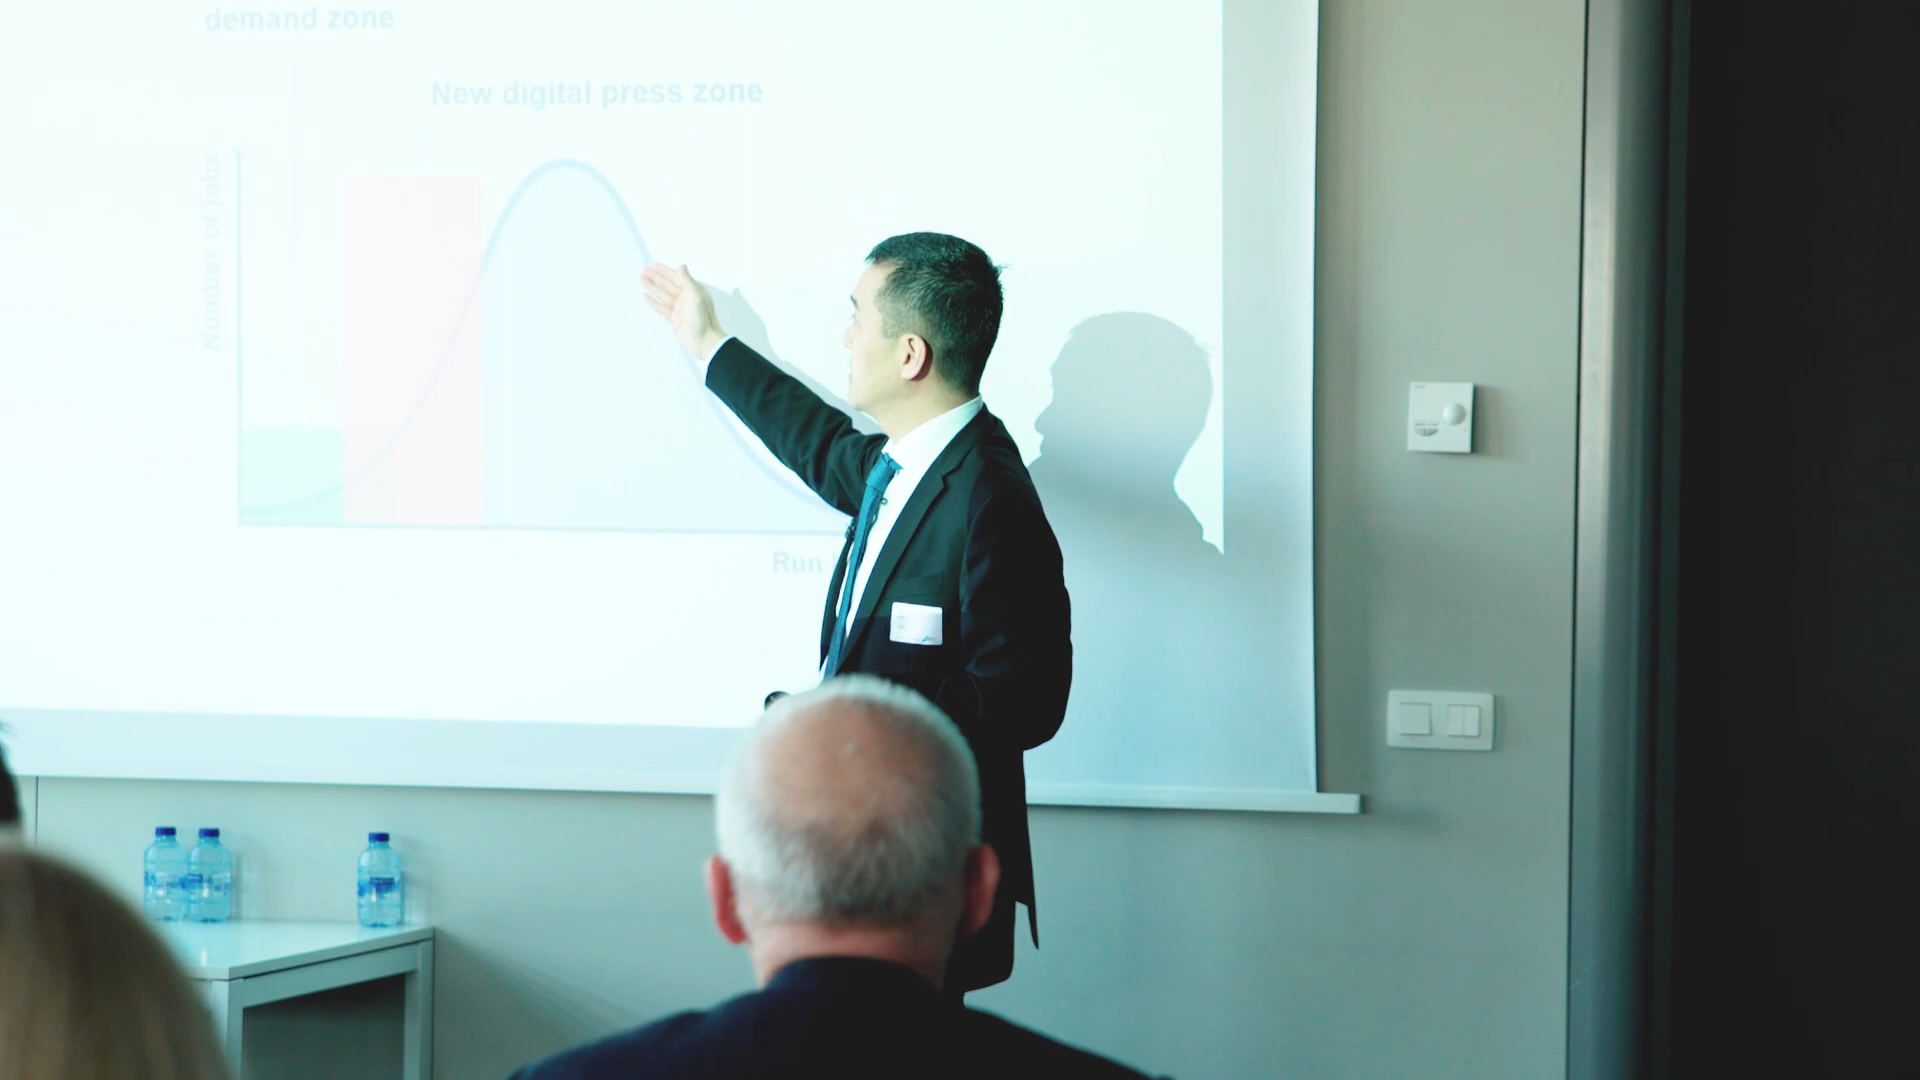 demand zone
New digital press zone
Number of jobs
Run